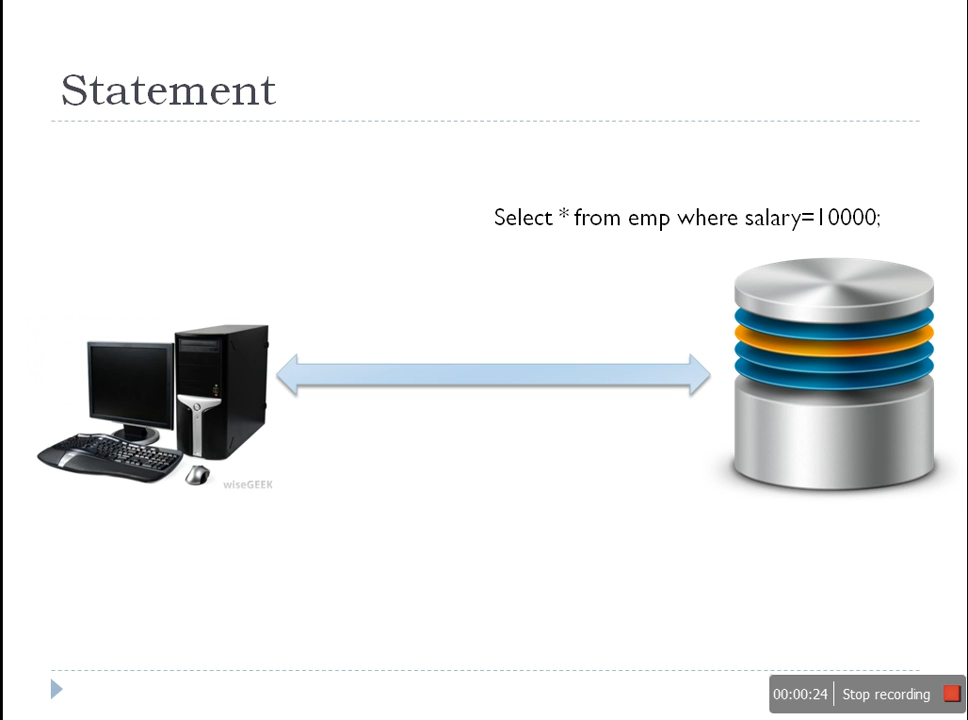 Statement
Select * from emp where salary=10000;
wiseGEEK
00:00:24 Stop recording